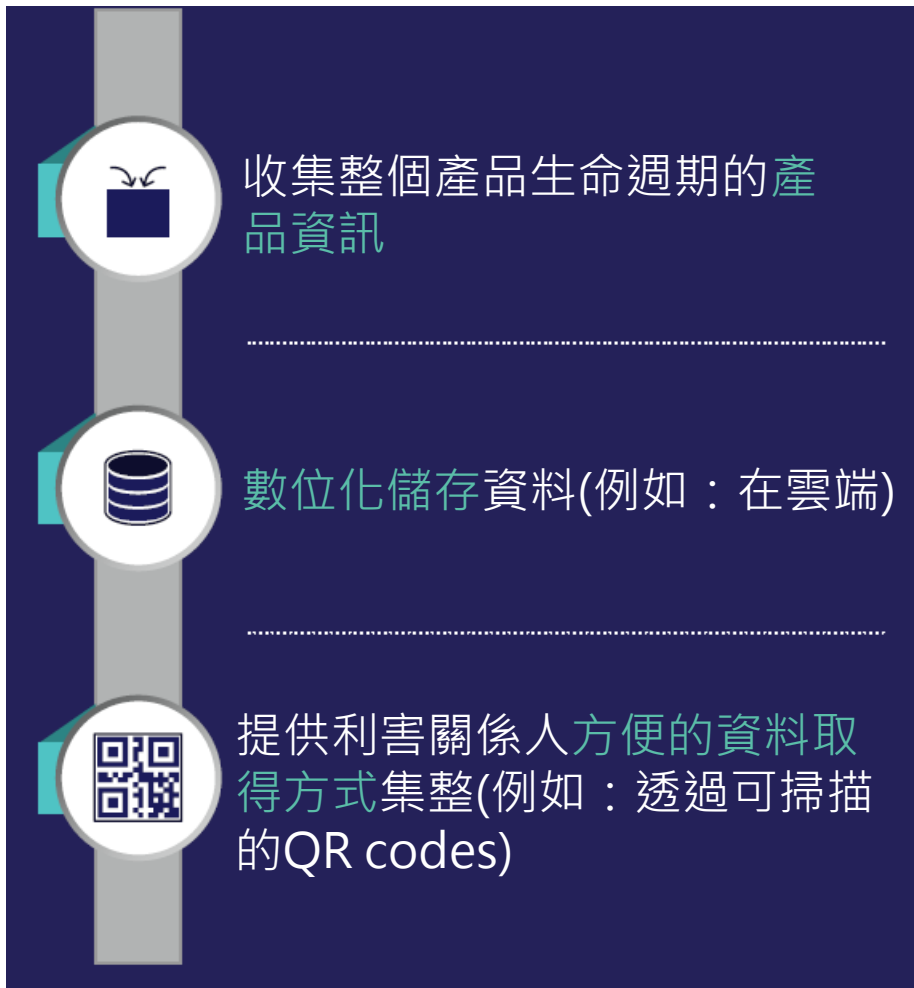 收集整個產品生命週期的產
品資訊
數位化儲存資料(例如：在雲端)
提供利害關係人方便的資料取
得方式集整(例如：透過可掃描
的QR codes)